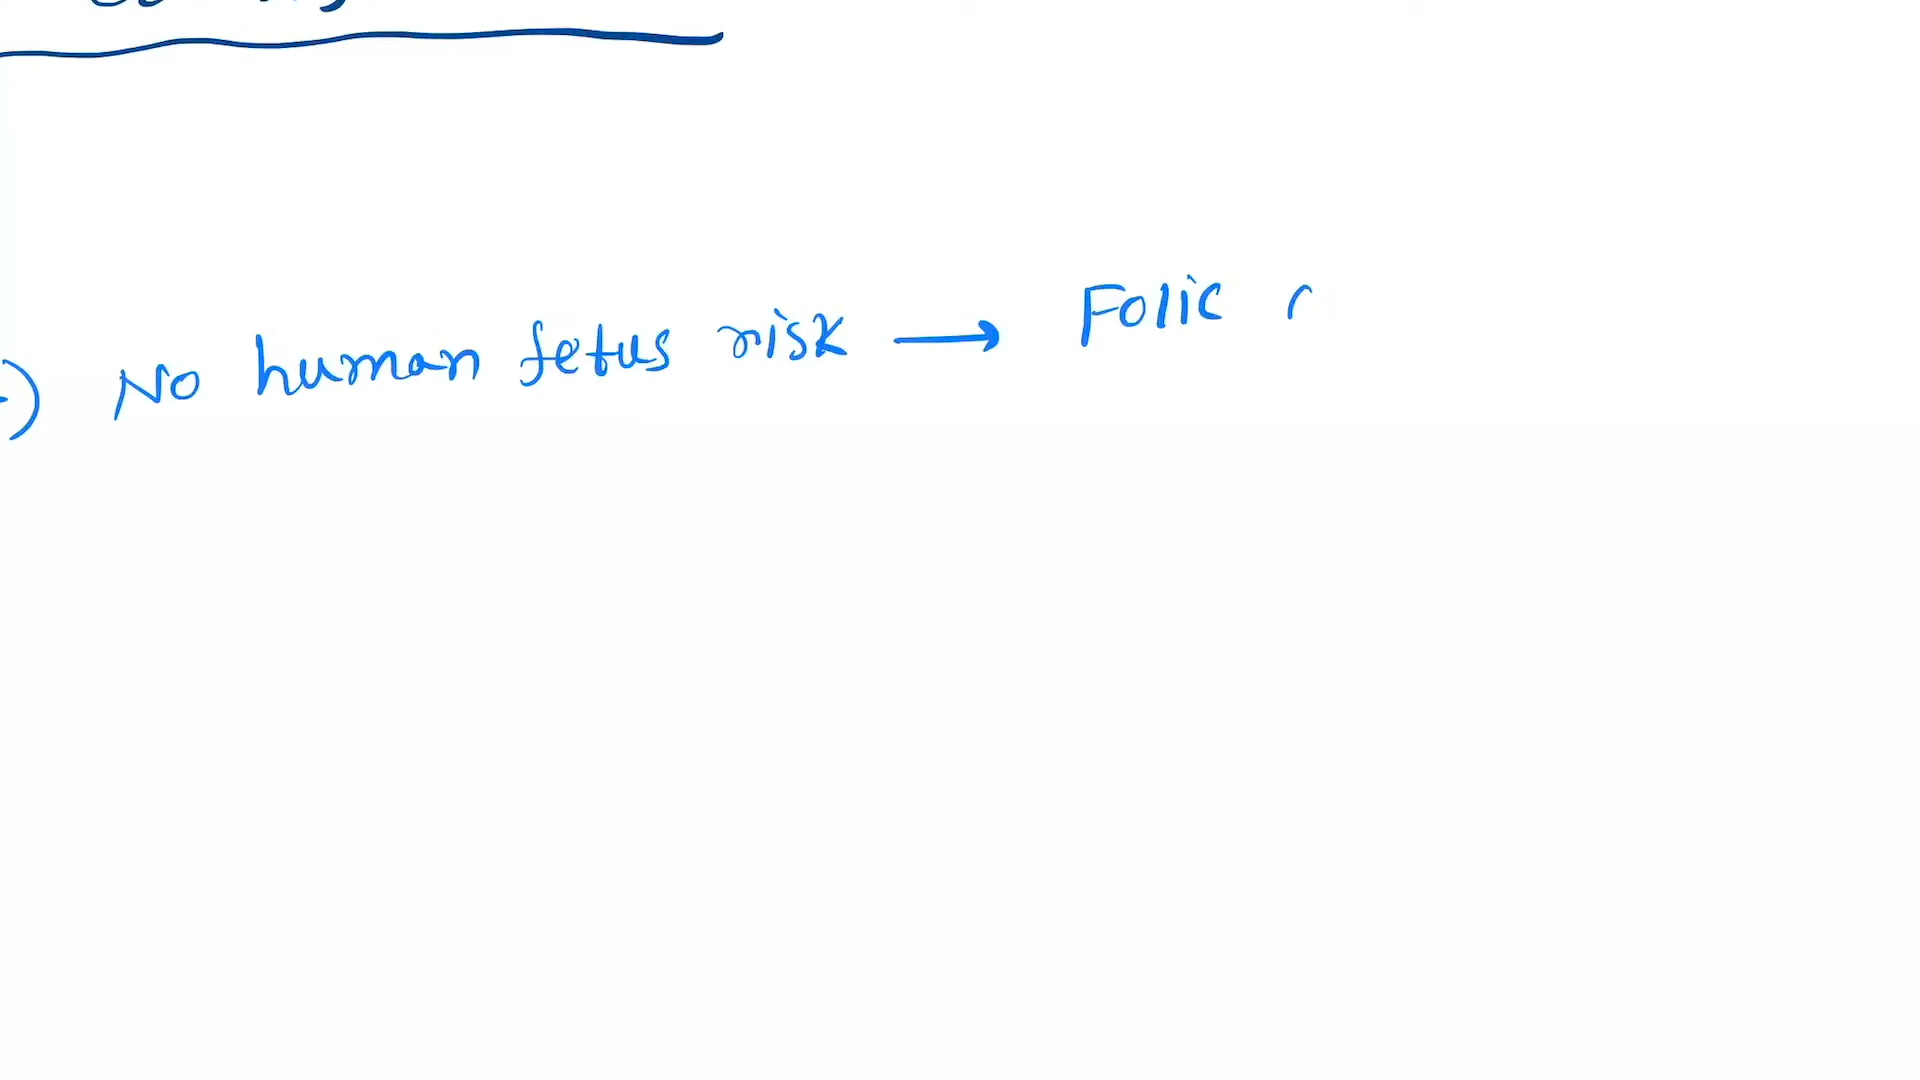 No human fetus risk → Folic